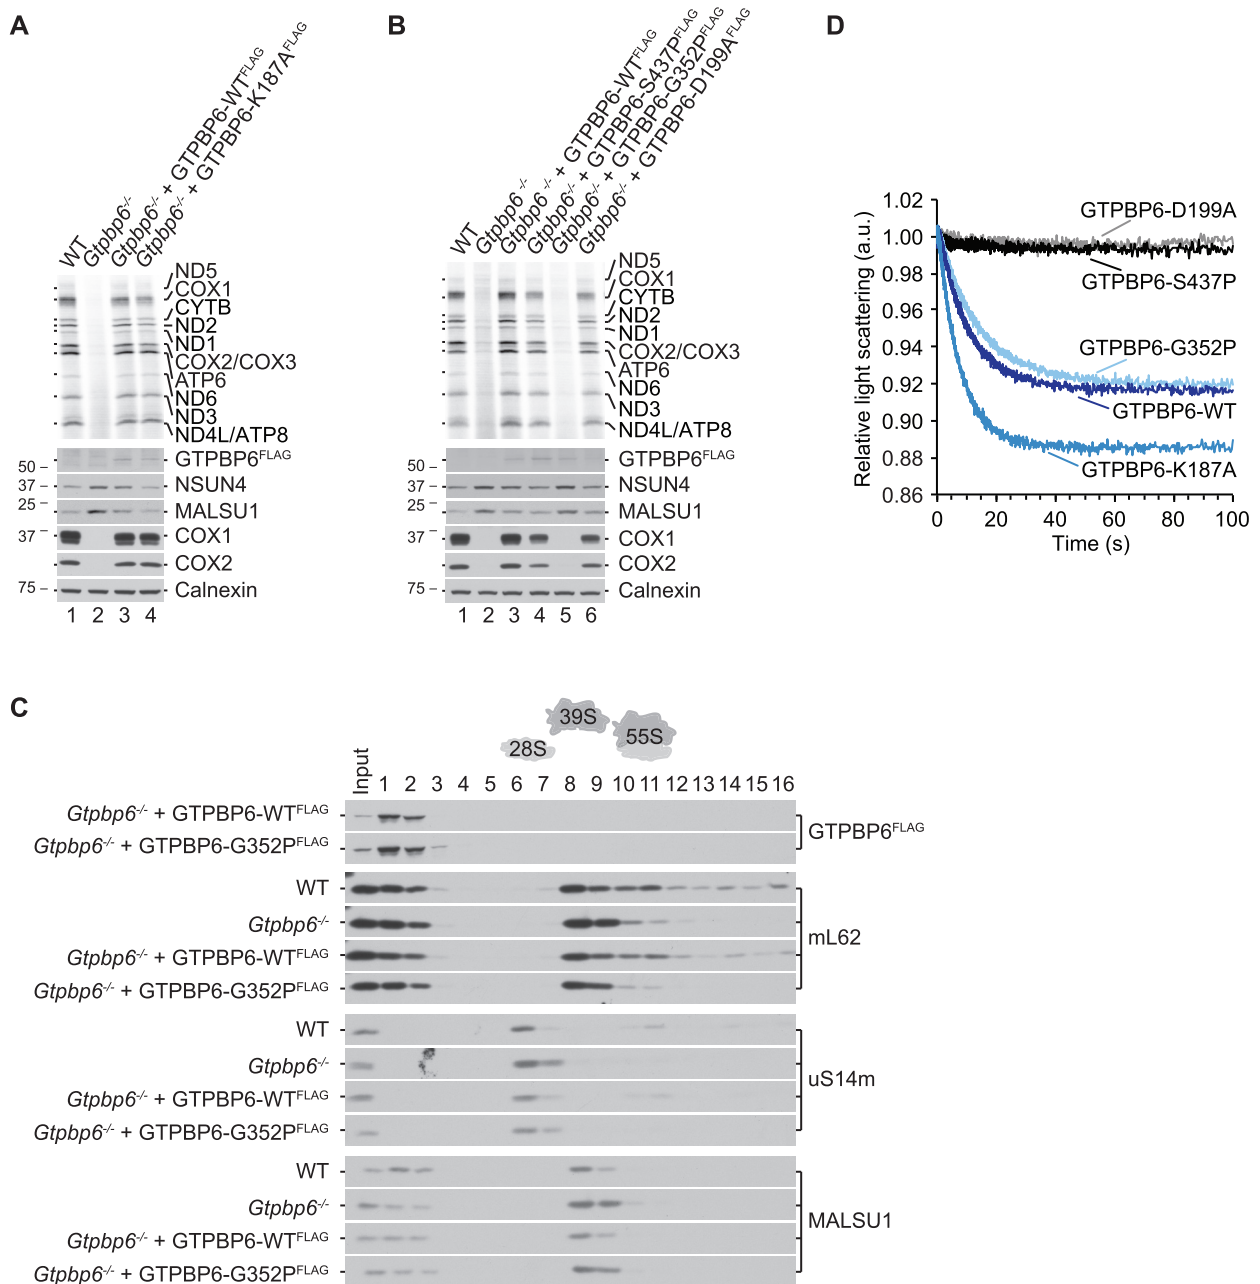 A
WT
Gtpbp6-/-
Gtpbp6-/- + GTPBP6-WTFLAG
Gtpbp6-/- + GTPBP6-K187AFLAG
ND5
COX1
CYTB
ND2
ND1
COX2/COX3
ATP6
ND6
ND3
ND4L/ATP8
50
GTPBP6FLAG
37
NSUN4
25
MALSU1
37
COX1
COX2
75
Calnexin
1 2 3 4
B
WT
Gtpbp6-/-
Gtpbp6-/- + GTPBP6-WTFLAG
Gtpbp6-/- + GTPBP6-S437PFLAG
Gtpbp6-/- + GTPBP6-G352PFLAG
Gtpbp6-/- + GTPBP6-D199AFLAG
ND5
COX1
CYTB
ND2
ND1
COX2/COX3
ATP6
ND6
ND3
ND4L/ATP8
50
GTPBP6FLAG
37
NSUN4
25
MALSU1
37
COX1
COX2
75
Calnexin
1 2 3 4 5 6
D
Relative light scattering (a.u.)
1.02
1.00
0.98
0.96
0.94
0.92
0.90
0.88
0.86
GTPBP6-D199A
GTPBP6-S437P
GTPBP6-G352P
GTPBP6-WT
GTPBP6-K187A
0 20 40 60 80 100
Time (s)
C
28S
39S
55S
Input 1 2 3 4 5 6 7 8 9 10 11 12 13 14 15 16
Gtpbp6-/- + GTPBP6-WTFLAG
Gtpbp6-/- + GTPBP6-G352PFLAG
GTPBP6FLAG
WT
Gtpbp6-/-
Gtpbp6-/- + GTPBP6-WTFLAG
Gtpbp6-/- + GTPBP6-G352PFLAG
mL62
WT
Gtpbp6-/-
Gtpbp6-/- + GTPBP6-WTFLAG
Gtpbp6-/- + GTPBP6-G352PFLAG
uS14m
WT
Gtpbp6-/-
Gtpbp6-/- + GTPBP6-WTFLAG
Gtpbp6-/- + GTPBP6-G352PFLAG
MALSU1